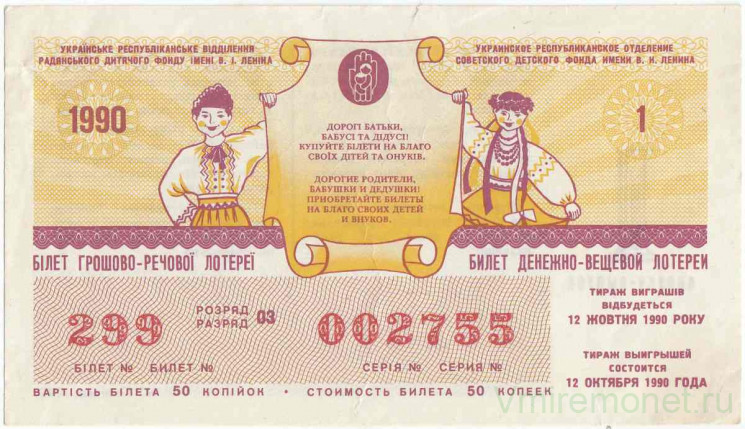 УКРАЇНСЬКЕ РЕСПУБЛІКАНСЬКЕ ВІДДІЛЕННЯ
РАДЯНСЬКОГО ДИТЯЧОГО ФОНДУ ІМЕНІ В. І. ЛЕНІНА
УКРАИНСКОЕ РЕСПУБЛИКАНСКОЕ ОТДЕЛЕНИЕ
СОВЕТСКОГО ДЕТСКОГО ФОНДА ИМЕНИ В. И. ЛЕНИНА
1990
1
ДОРОГІ БАТЬКИ,
БАБУСІ ТА ДІДУСІ!
КУПУЙТЕ БІЛЕТИ НА БЛАГО
СВОЇХ ДІТЕЙ ТА ОНУКІВ.
ДОРОГИЕ РОДИТЕЛИ,
БАБУШКИ И ДЕДУШКИ!
ПРИОБРЕТАЙТЕ БИЛЕТЫ
НА БЛАГО СВОИХ ДЕТЕЙ
И ВНУКОВ.
БІЛЕТ ГРОШОВО-РЕЧОВОЇ ЛОТЕРЕЇ
БИЛЕТ ДЕНЕЖНО-ВЕЩЕВОЙ ЛОТЕРЕИ
299
РОЗРЯД
РАЗРЯД 03
002755
БІЛЕТ № БИЛЕТ №
СЕРІЯ № СЕРИЯ №
ВАРТІСТЬ БІЛЕТА 50 КОПІЙОК • СТОИМОСТЬ БИЛЕТА 50 КОПЕЕК
ТИРАЖ ВИГРАШІВ
ВІДБУДЕТЬСЯ
12 ЖОВТНЯ 1990 РОКУ
ТИРАЖ ВЫИГРЫШЕЙ
СОСТОИТСЯ
12 ОКТЯБРЯ 1990 ГОДА
vmiremonet.ru